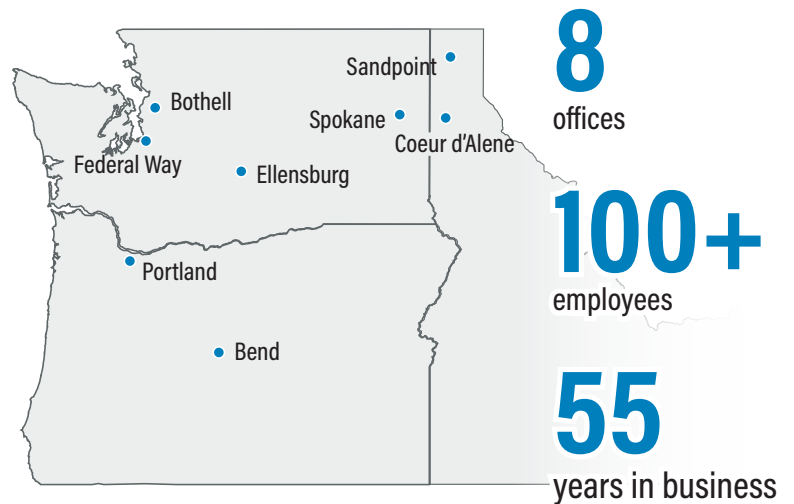 8
offices
Sandpoint
Bothell
Spokane
Coeur d'Alene
Federal Way
Ellensburg
100+
employees
Portland
Bend
55
years in business